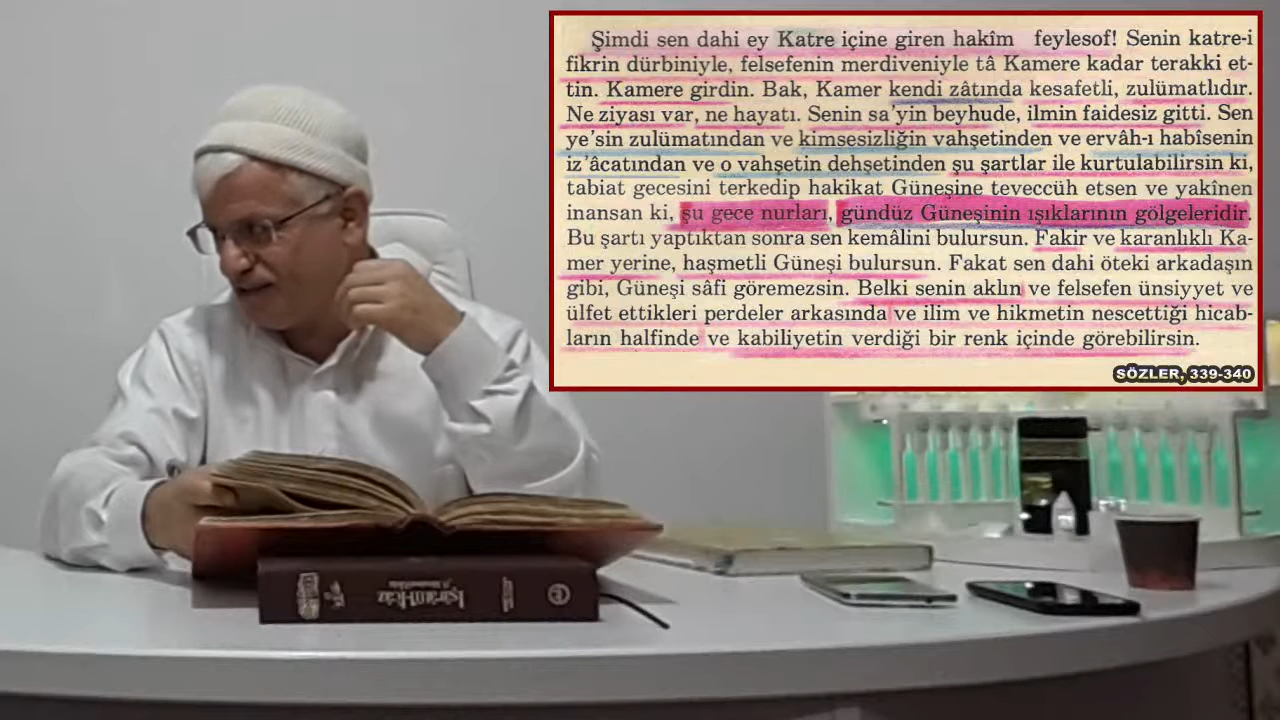 Şimdi sen dahi ey Katre içine giren hakîm feylesof! Senin katre-i
fikrin dürbiniyle, felsefenin merdiveniyle tâ Kamere kadar terakki et-
tin. Kamere girdin. Bak, Kamer kendi zâtında kesafetli, zulümatlıdır.
Ne ziyası var, ne hayatı. Senin sa'yin beyhude, ilmin faidesiz gitti. Sen
ye'sin zulümatından ve kimsesizliğin vahşetinden ve ervâh-ı habîsenin
iz'âcatından ve o vahşetin dehşetinden şu şartlar ile kurtulabilirsin ki,
tabiat gecesini terkedip hakikat Güneşine teveccüh etsen ve yakînen
inansan ki, şu gece nurları, gündüz Güneşinin ışıklarının gölgeleridir.
Bu şartı yaptıktan sonra sen kemâlini bulursun. Fakir ve karanlıklı Ka-
mer yerine, haşmetli Güneşi bulursun. Fakat sen dahi öteki arkadaşın
gibi, Güneşi sâfi göremezsin. Belki senin aklın ve felsefen ünsiyyet ve
ülfet ettikleri perdeler arkasında ve ilim ve hikmetin nescettiği hicab-
ların halfinde ve kabiliyetin verdiği bir renk içinde görebilirsin.
SÖZLER, 339-340